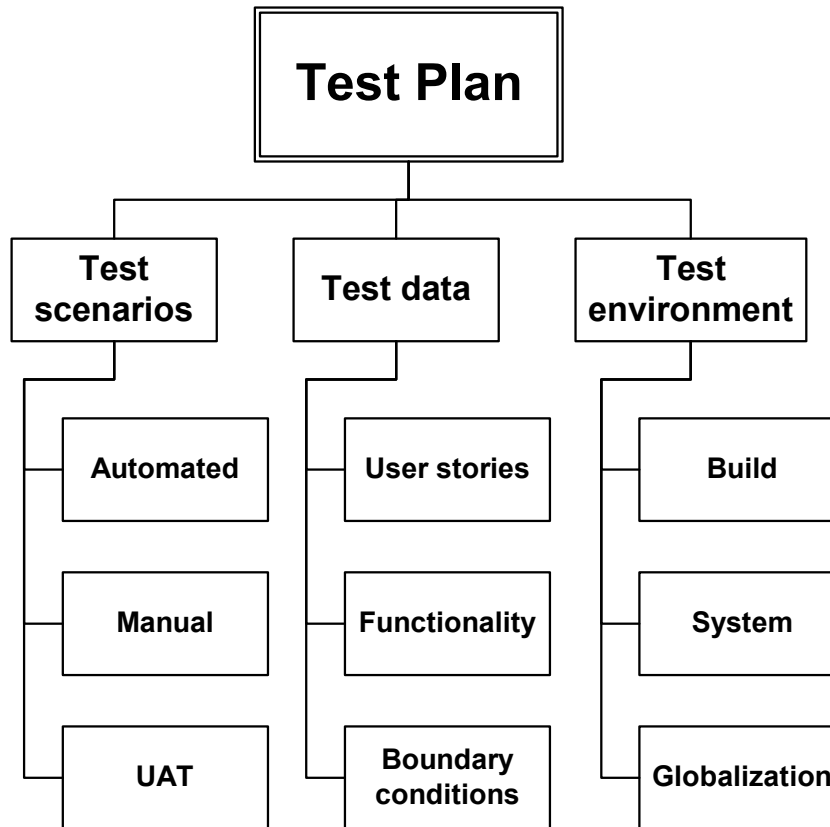 Test Plan
Test
scenarios
Test data
Test
environment
Automated
User stories
Build
Manual
Functionality
System
UAT
Boundary
conditions
Globalization